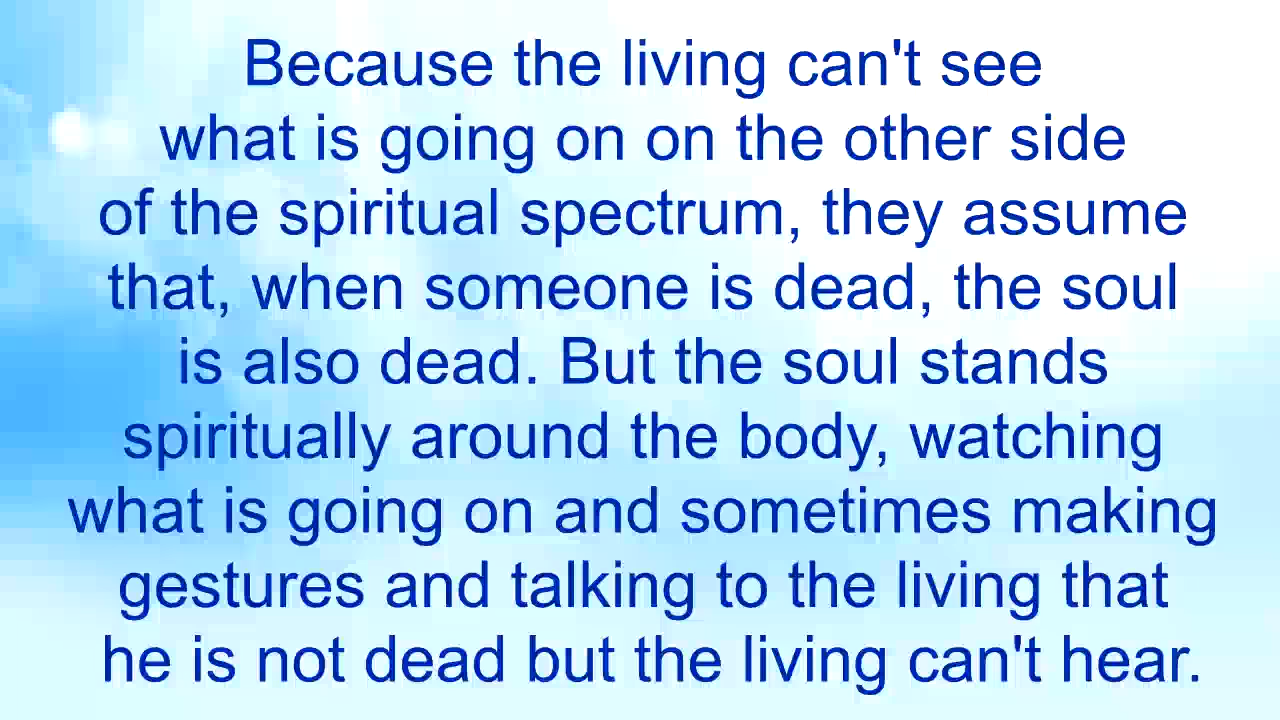 Because the living can't see
what is going on on the other side
of the spiritual spectrum, they assume
that, when someone is dead, the soul
is also dead. But the soul stands
spiritually around the body, watching
what is going on and sometimes making
gestures and talking to the living that
he is not dead but the living can't hear.